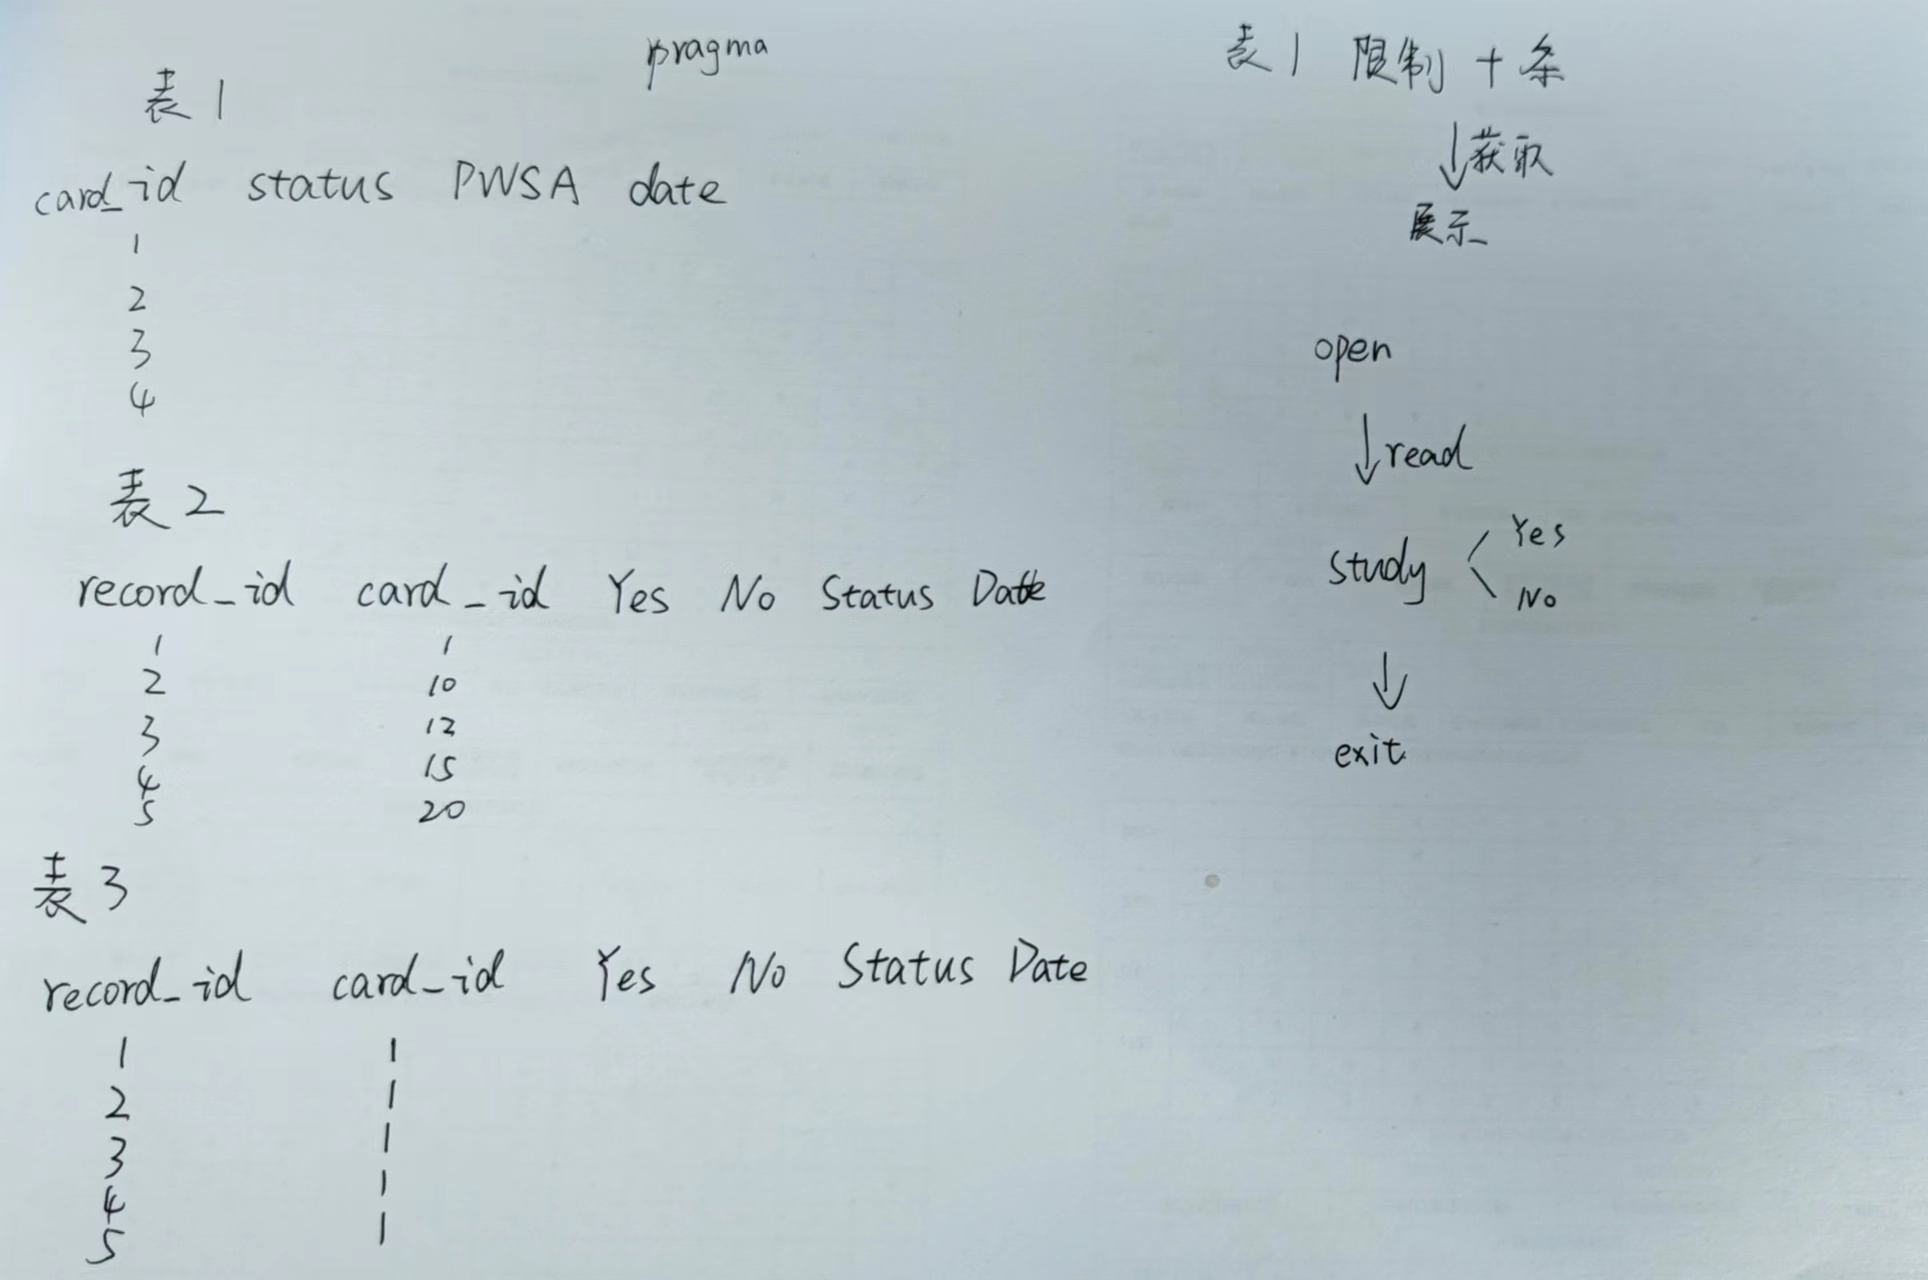 pragma
表1
card_id status PWSA date
1
2
3
4
表2
record_id card_id Yes No Status Date
1 1
2 10
3 12
4 15
5 20
表3
record_id card_id Yes No Status Date
1 1
2 1
3 1
4 1
5 1
表1 限制十条
↓获取
展示
open
↓read
study < Yes
No
↓
exit